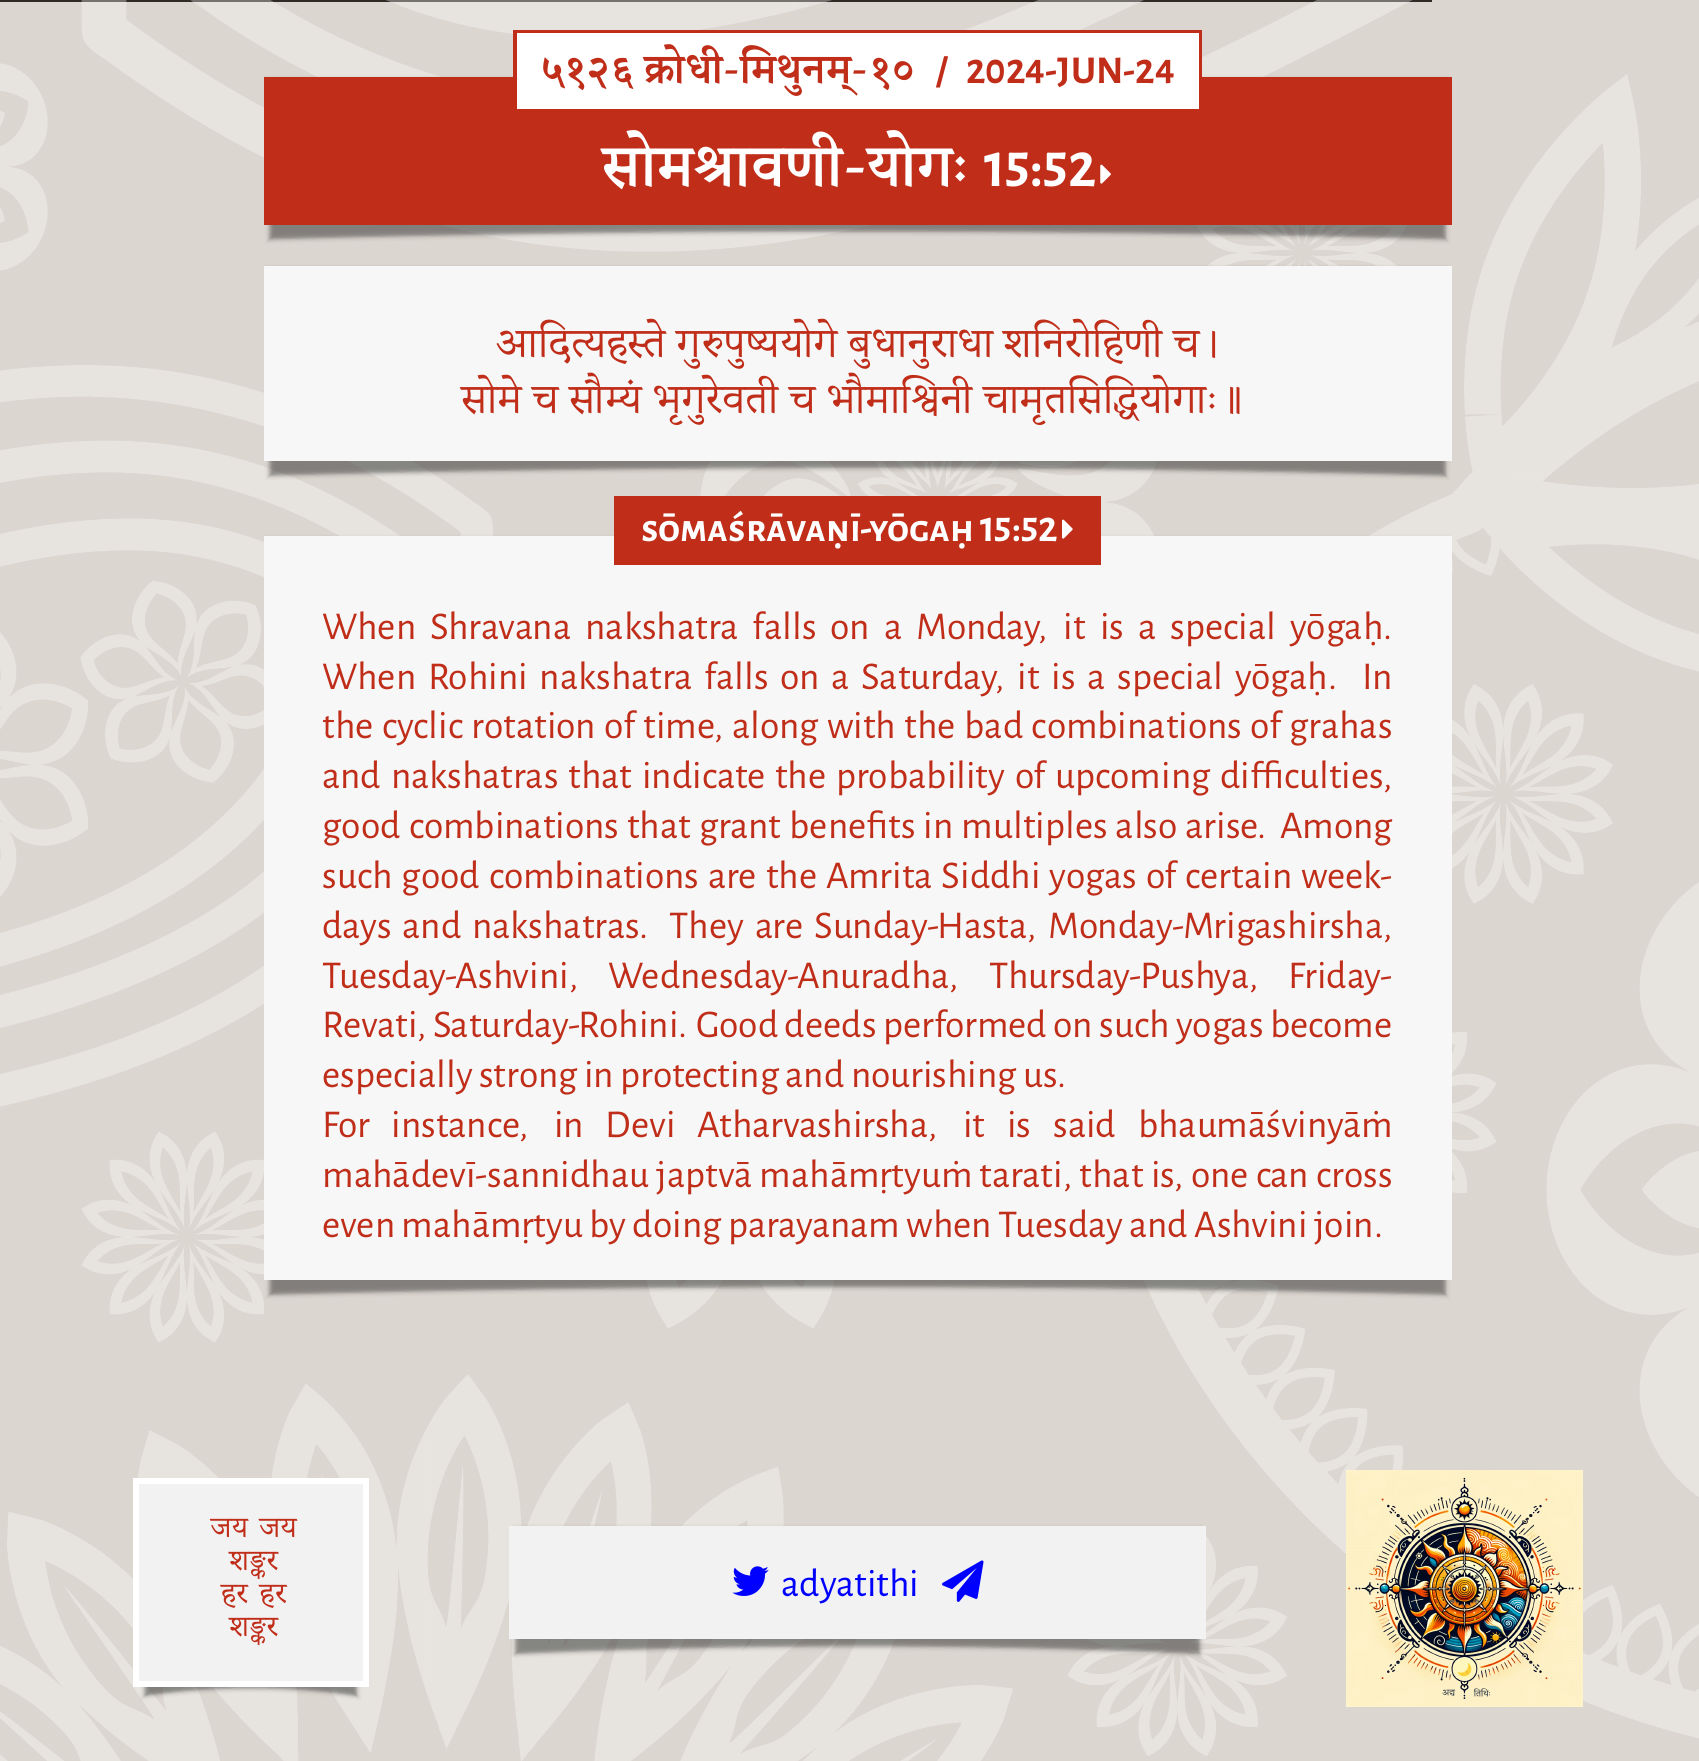 ५१२६ क्रोधी-मिथुनम्-१० / 2024-JUN-24
सोमश्रावणी-योगः 15:52▸
आदित्यहस्ते गुरुपुष्ययोगे बुधानुराधा शनिरोहिणी च।
सोमे च सौम्यं भृगुरेवती च भौमाश्विनी चामृतसिद्धियोगाः॥
SŌMAŚRĀVAṆĪ-YŌGAḤ 15:52▸
When Shravana nakshatra falls on a Monday, it is a special yōgaḥ.
When Rohini nakshatra falls on a Saturday, it is a special yōgaḥ. In
the cyclic rotation of time, along with the bad combinations of grahas
and nakshatras that indicate the probability of upcoming difficulties,
good combinations that grant benefits in multiples also arise. Among
such good combinations are the Amrita Siddhi yogas of certain week-
days and nakshatras. They are Sunday-Hasta, Monday-Mrigashirsha,
Tuesday-Ashvini, Wednesday-Anuradha, Thursday-Pushya, Friday-
Revati, Saturday-Rohini. Good deeds performed on such yogas become
especially strong in protecting and nourishing us.
For instance, in Devi Atharvashirsha, it is said bhaumāśvinyāṁ
mahādevī-sannidhau japtvā mahāmṛtyuṁ tarati, that is, one can cross
even mahāmṛtyu by doing parayanam when Tuesday and Ashvini join.
जय जय
शङ्कर
हर हर
शङ्कर
adyatithi
अद्य तिथिः